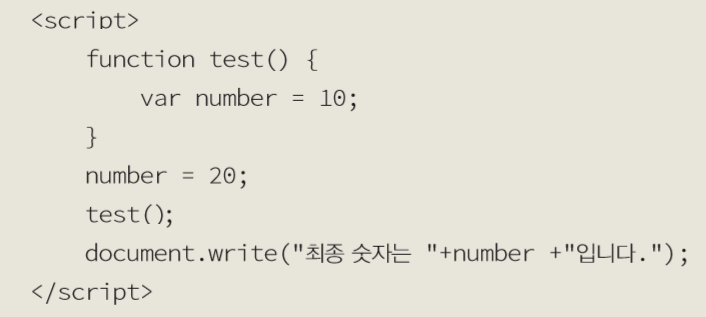 <script>
    function test() {
        var number = 10;
    }
    number = 20;
    test();
    document.write("최종 숫자는 "+number +"입니다.");
</script>